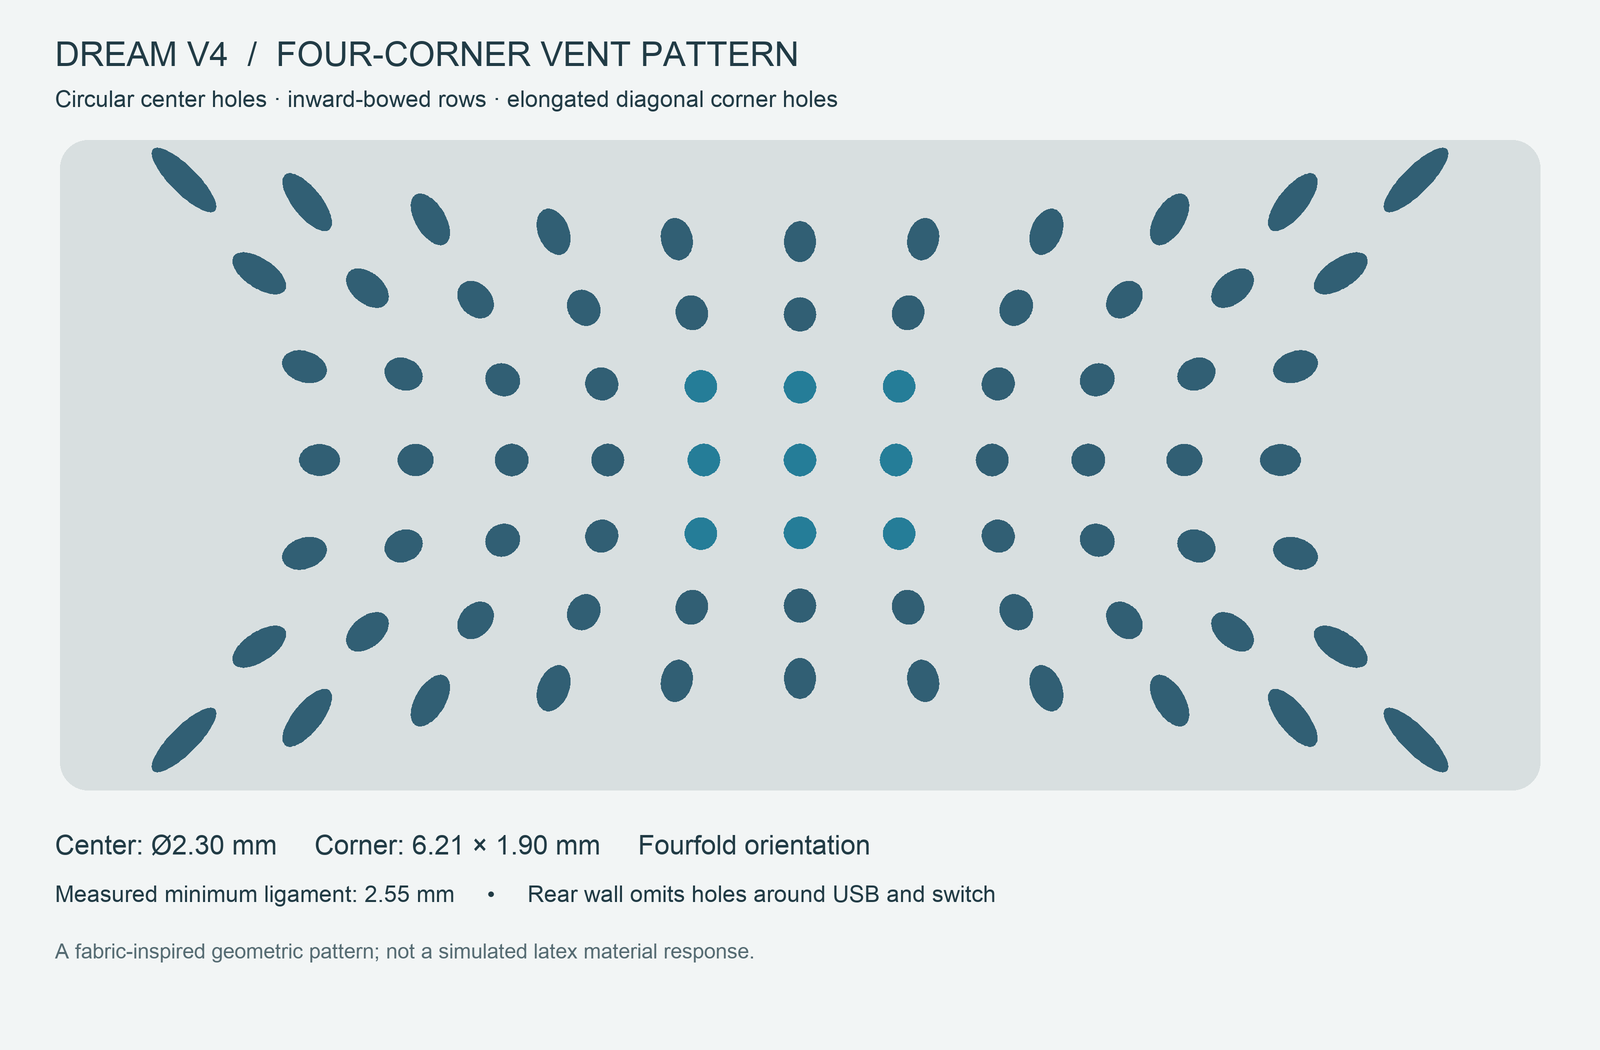 DREAM V4 / FOUR-CORNER VENT PATTERN
Circular center holes · inward-bowed rows · elongated diagonal corner holes
Center: Ø2.30 mm Corner: 6.21 × 1.90 mm Fourfold orientation
Measured minimum ligament: 2.55 mm • Rear wall omits holes around USB and switch
A fabric-inspired geometric pattern; not a simulated latex material response.